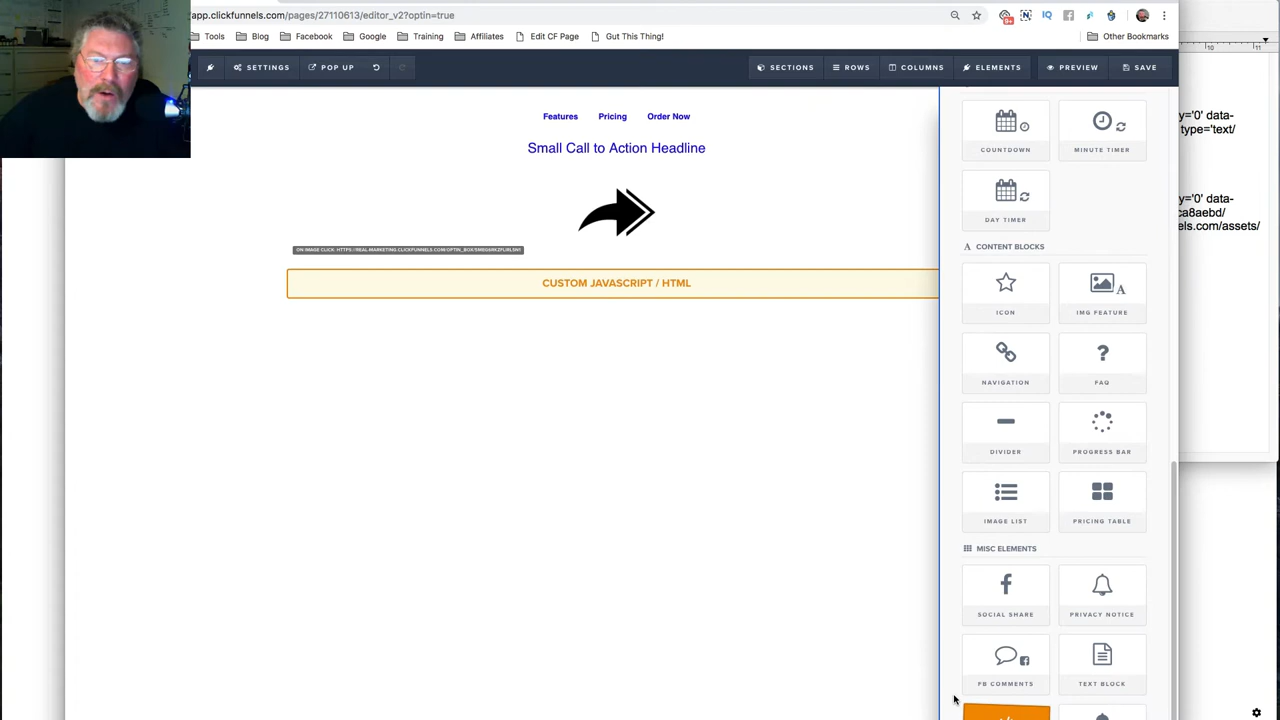 app.clickfunnels.com/pages/27110613/editor_v2?optin=true
Tools Blog Facebook Google Training Affiliates Edit CF Page Gut This Thing! Other Bookmarks
10 11
SETTINGS POP UP SECTIONS ROWS COLUMNS ELEMENTS PREVIEW SAVE
Features Pricing Order Now
Small Call to Action Headline
CUSTOM JAVASCRIPT / HTML
COUNTDOWN MINUTE TIMER
DAY TIMER
CONTENT BLOCKS
ICON IMG FEATURE
NAVIGATION FAQ
DIVIDER PROGRESS BAR
IMAGE LIST PRICING TABLE
MISC ELEMENTS
SOCIAL SHARE PRIVACY NOTICE
FB COMMENTS TEXT BLOCK
y='0' data-
type='text/
y='0' data-
ca8aebd/
els.com/assets/